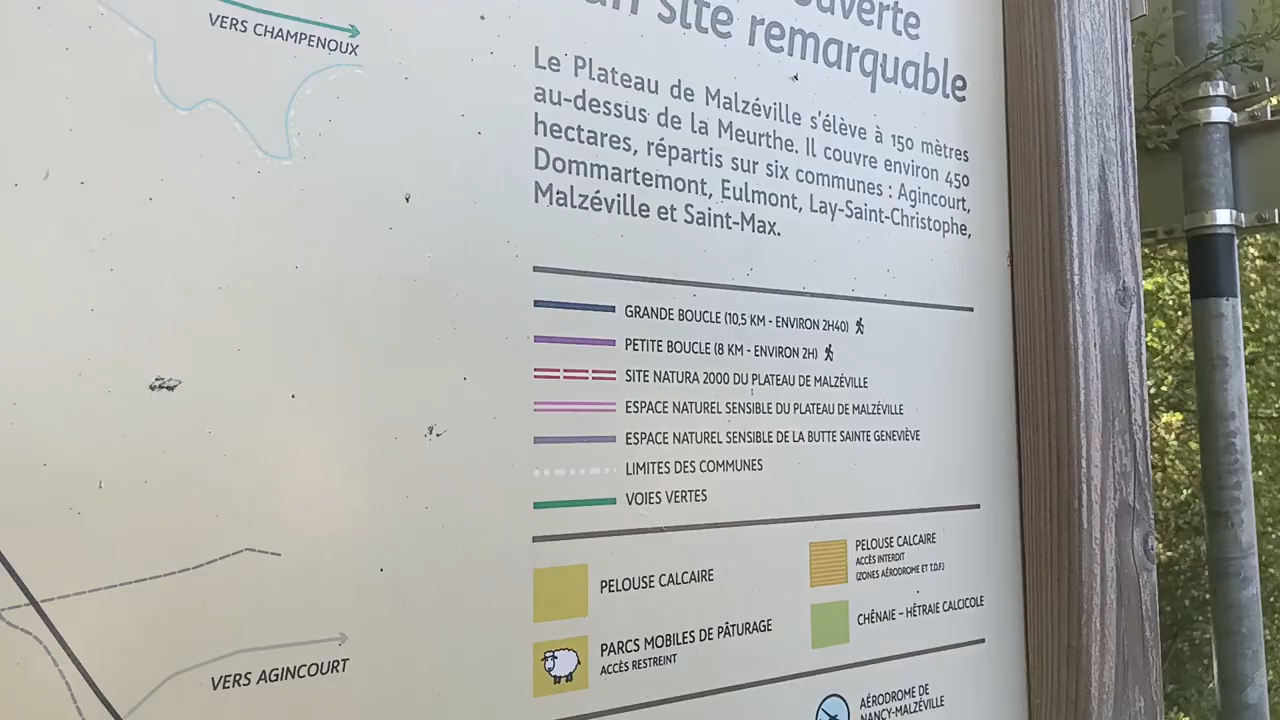 VERS CHAMPENOUX
site remarquable
Le Plateau de Malzéville s'élève à 150 mètres
au-dessus de la Meurthe. Il couvre environ 450
hectares, répartis sur six communes : Agincourt,
Dommartemont, Eulmont, Lay-Saint-Christophe,
Malzéville et Saint-Max.
GRANDE BOUCLE (10,5 KM - ENVIRON 2H40)
PETITE BOUCLE (8 KM - ENVIRON 2H)
SITE NATURA 2000 DU PLATEAU DE MALZÉVILLE
ESPACE NATUREL SENSIBLE DU PLATEAU DE MALZÉVILLE
ESPACE NATUREL SENSIBLE DE LA BUTTE SAINTE GENEVIÈVE
LIMITES DES COMMUNES
VOIES VERTES
PELOUSE CALCAIRE
PARCS MOBILES DE PÂTURAGE
ACCÈS RESTREINT
PELOUSE CALCAIRE
ACCÈS INTERDIT
(ZONES AÉRODROME ET T.D.F.)
CHÊNAIE – HÊTRAIE CALCICOLE
AÉRODROME DE
NANCY-MALZÉVILLE
VERS AGINCOURT